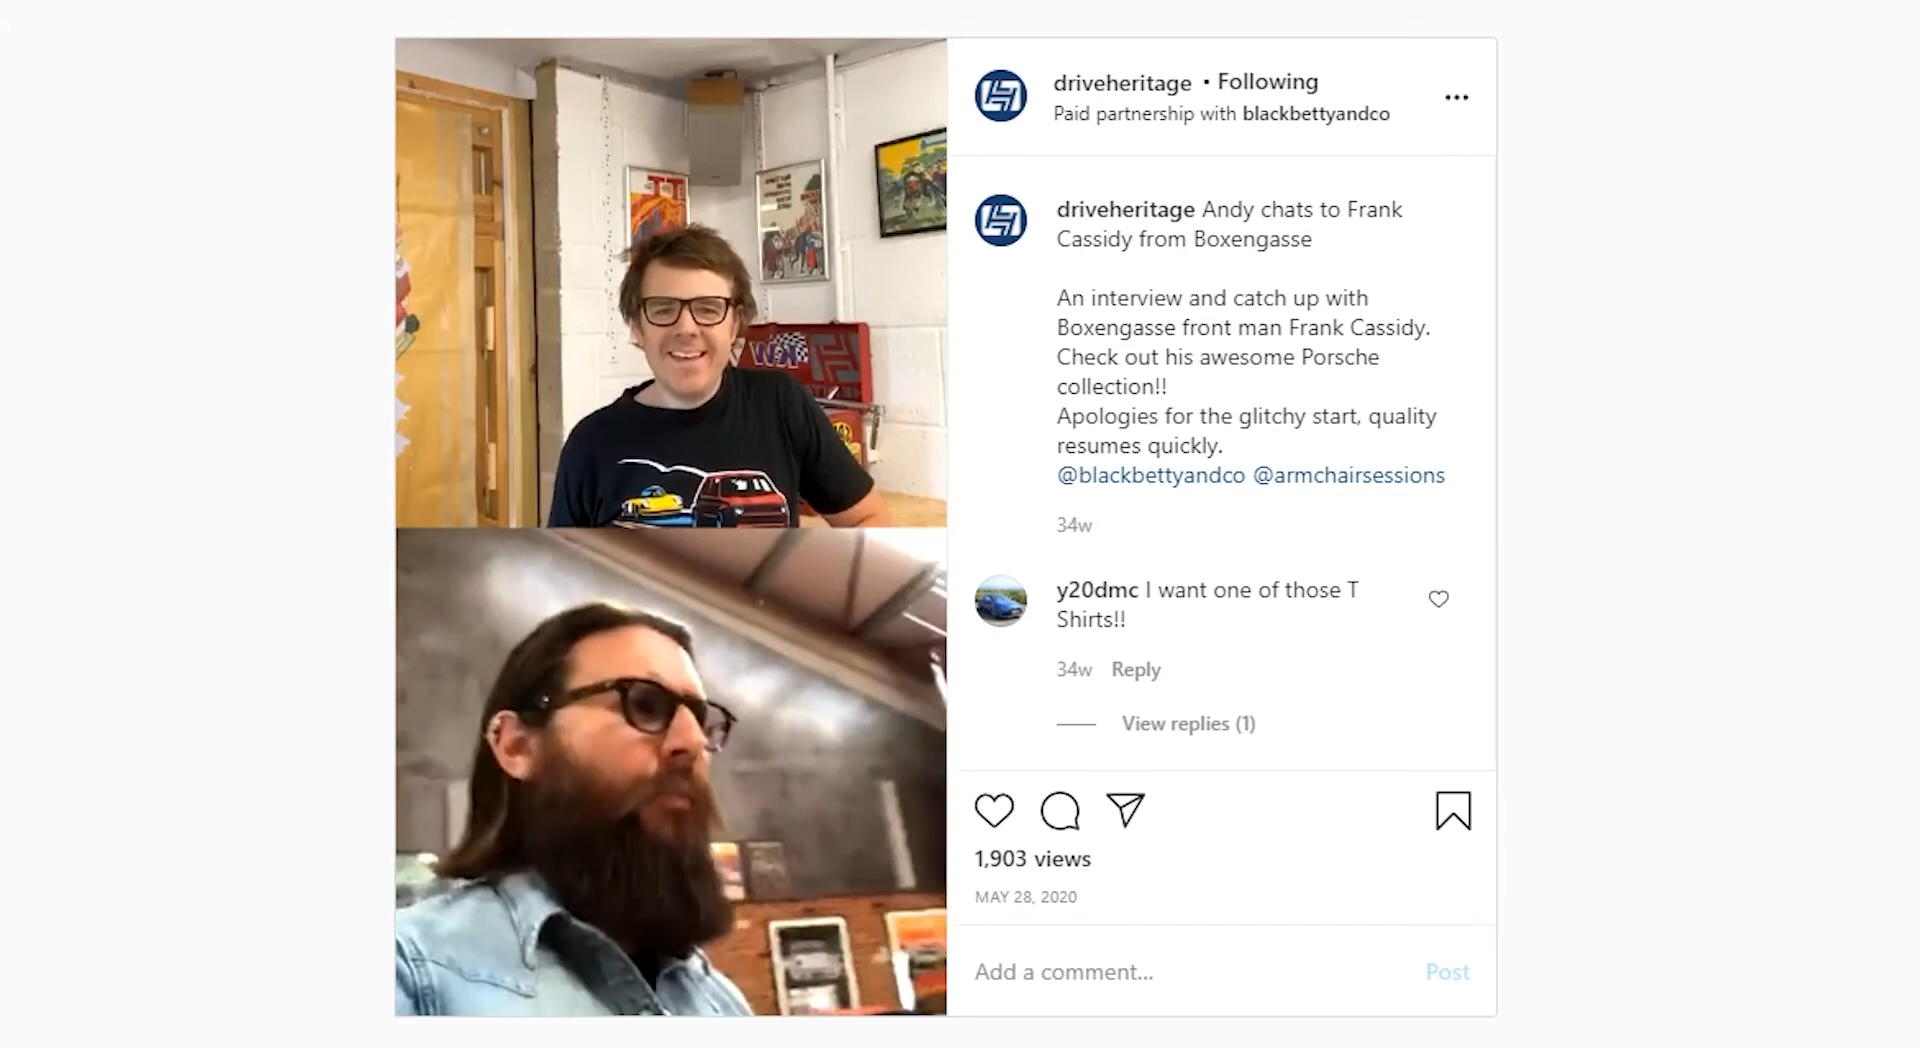 driveheritage • Following
Paid partnership with blackbettyandco
driveheritage Andy chats to Frank
Cassidy from Boxengasse
An interview and catch up with
Boxengasse front man Frank Cassidy.
Check out his awesome Porsche
collection!!
Apologies for the glitchy start, quality
resumes quickly.
@blackbettyandco @armchairsessions
34w
y20dmc I want one of those T
Shirts!!
34w Reply
View replies (1)
1,903 views
MAY 28, 2020
Add a comment...
Post